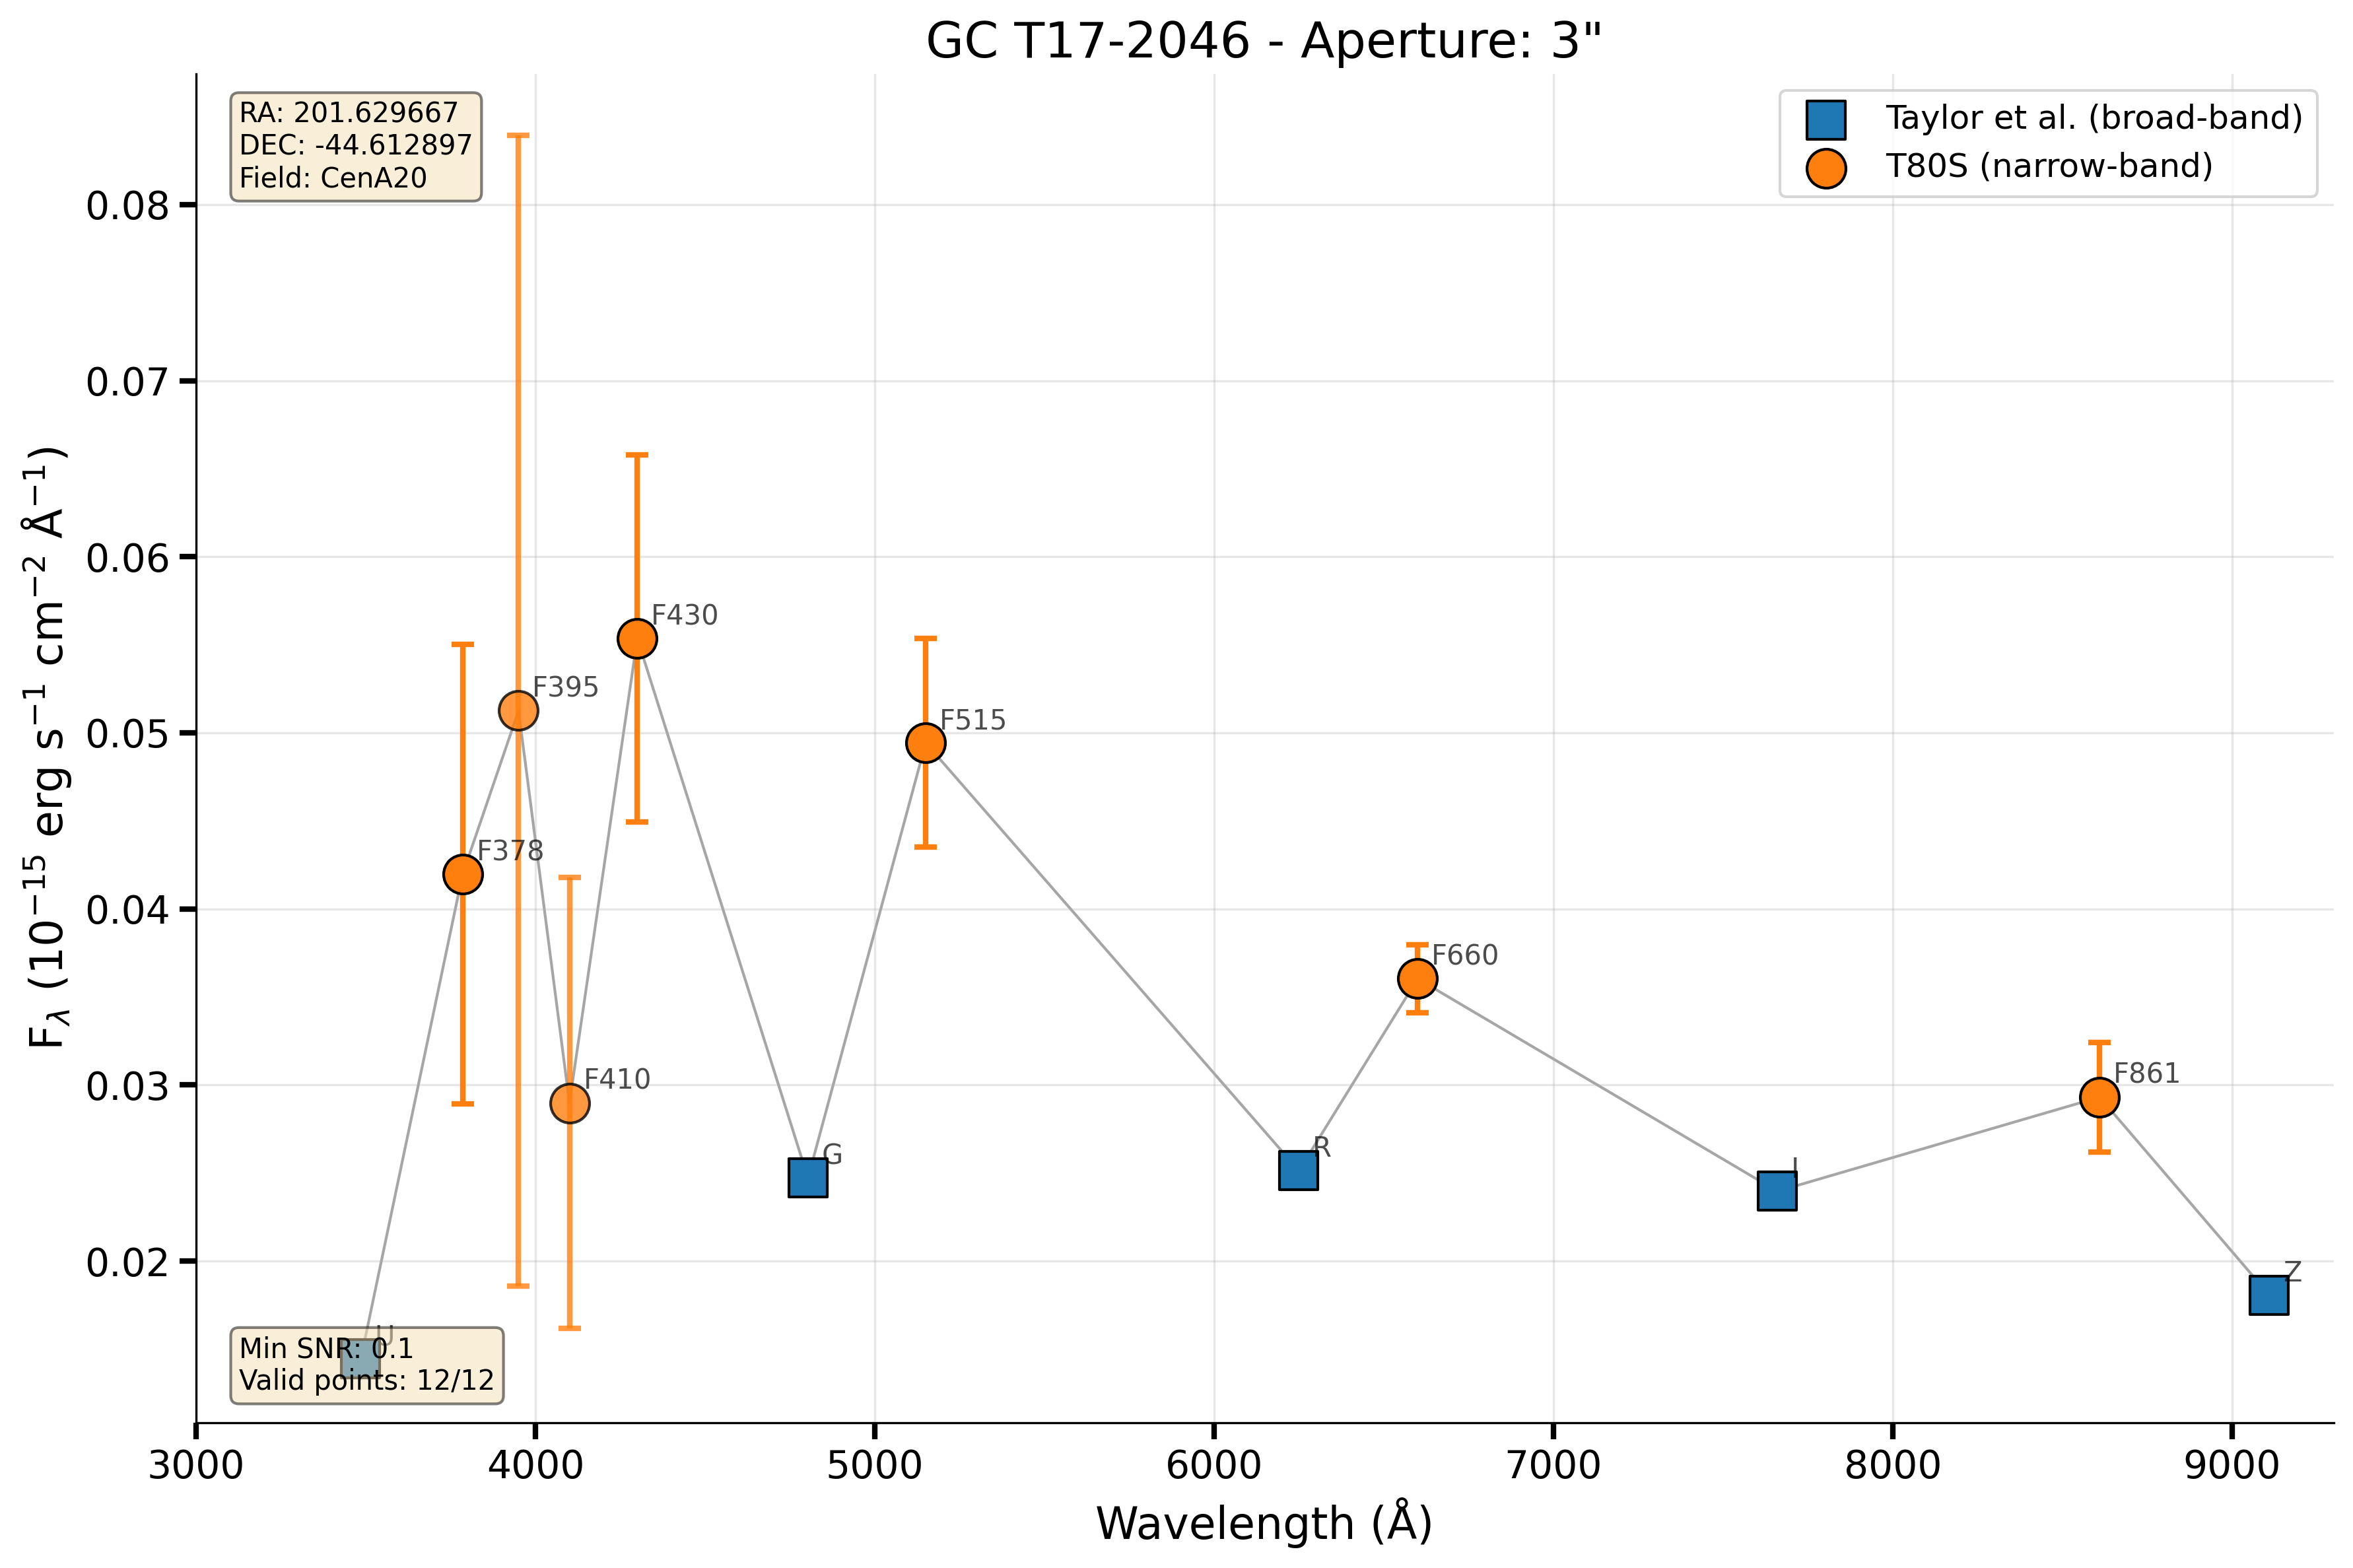 GC T17-2046 - Aperture: 3"
RA: 201.629667
DEC: -44.612897
Field: CenA20
Taylor et al. (broad-band)
T80S (narrow-band)
F_λ (10⁻¹⁵ erg s⁻¹ cm⁻² Å⁻¹)
0.08
0.07
0.06
0.05
0.04
0.03
0.02
F430
F395
F515
F378
F660
F410
F861
G
R
I
Z
U
Min SNR: 0.1
Valid points: 12/12
3000 4000 5000 6000 7000 8000 9000
Wavelength (Å)